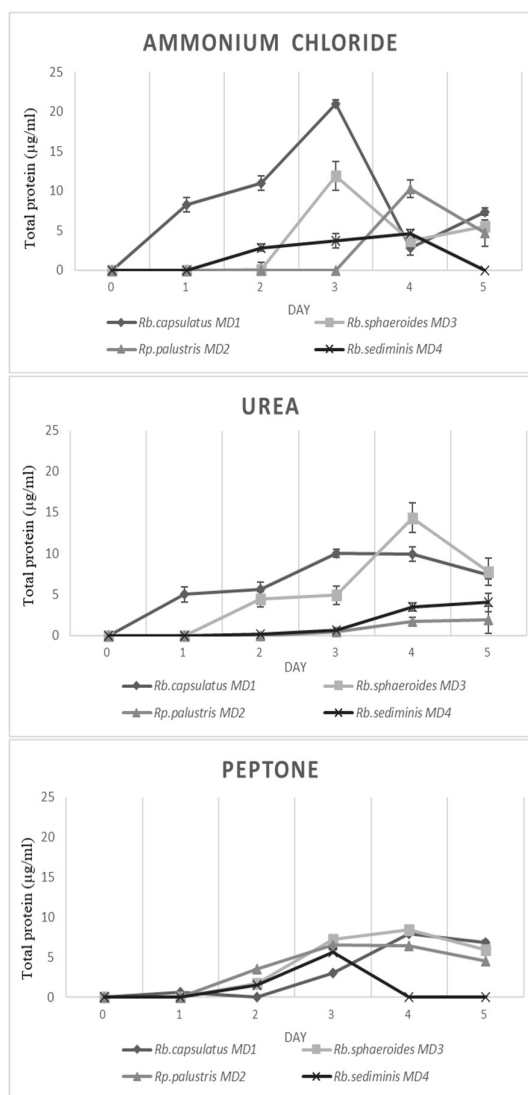 AMMONIUM CHLORIDE
25
20
15
10
5
0
Total protein (µg/ml)
0 1 2 3 4 5
DAY
Rb.capsulatus MD1 Rb.sphaeroides MD3
Rp.palustris MD2 Rb.sediminis MD4
UREA
25
20
15
10
5
0
Total protein (µg/ml)
0 1 2 3 4 5
DAY
Rb.capsulatus MD1 Rb.sphaeroides MD3
Rp.palustris MD2 Rb.sediminis MD4
PEPTONE
25
20
15
10
5
0
Total protein (µg/ml)
0 1 2 3 4 5
DAY
Rb.capsulatus MD1 Rb.sphaeroides MD3
Rp.palustris MD2 Rb.sediminis MD4